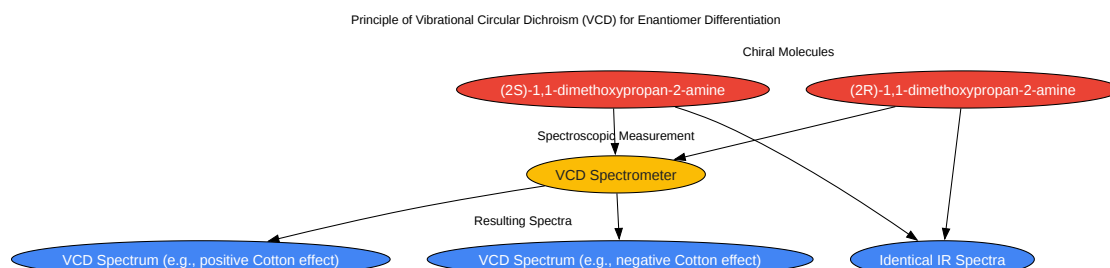 Principle of Vibrational Circular Dichroism (VCD) for Enantiomer Differentiation
Chiral Molecules
(2S)-1,1-dimethoxypropan-2-amine
(2R)-1,1-dimethoxypropan-2-amine
Spectroscopic Measurement
VCD Spectrometer
Resulting Spectra
VCD Spectrum (e.g., positive Cotton effect)
VCD Spectrum (e.g., negative Cotton effect)
Identical IR Spectra